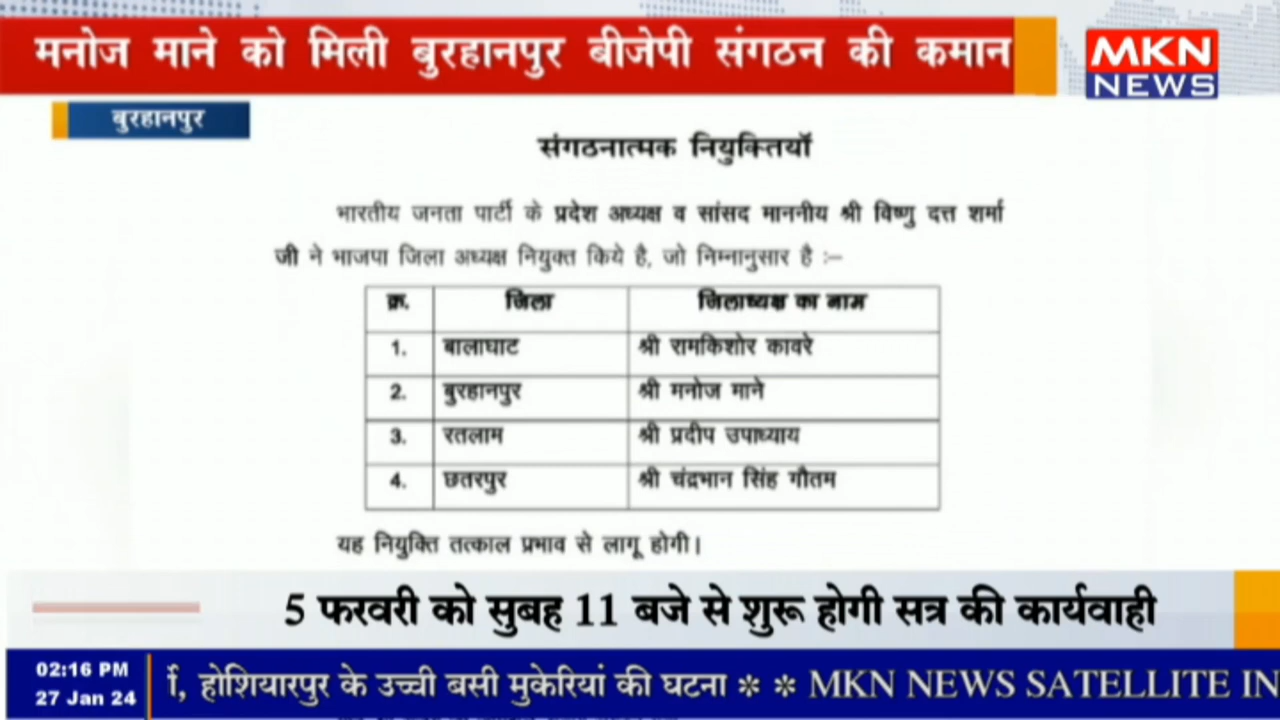 मनोज माने को मिली बुरहानपुर बीजेपी संगठन की कमान
MKN
NEWS
बुरहानपुर
संगठनात्मक नियुक्तियॉ
भारतीय जनता पार्टी के प्रदेश अध्यक्ष व सांसद माननीय श्री विष्णु दत्त शर्मा
जी ने भाजपा जिला अध्यक्ष नियुक्त किये है, जो निम्नानुसार है :–
क्र. जिला जिलाध्यक्ष का नाम
1. बालाघाट श्री रामकिशोर कावरे
2. बुरहानपुर श्री मनोज माने
3. रतलाम श्री प्रदीप उपाध्याय
4. छतरपुर श्री चंद्रभान सिंह गौतम
यह नियुक्ति तत्काल प्रभाव से लागू होगी।
5 फरवरी को सुबह 11 बजे से शुरू होगी सत्र की कार्यवाही
02:16 PM
27 Jan 24
, होशियारपुर के उच्ची बसी मुकेरियां की घटना * * MKN NEWS SATELLITE IN